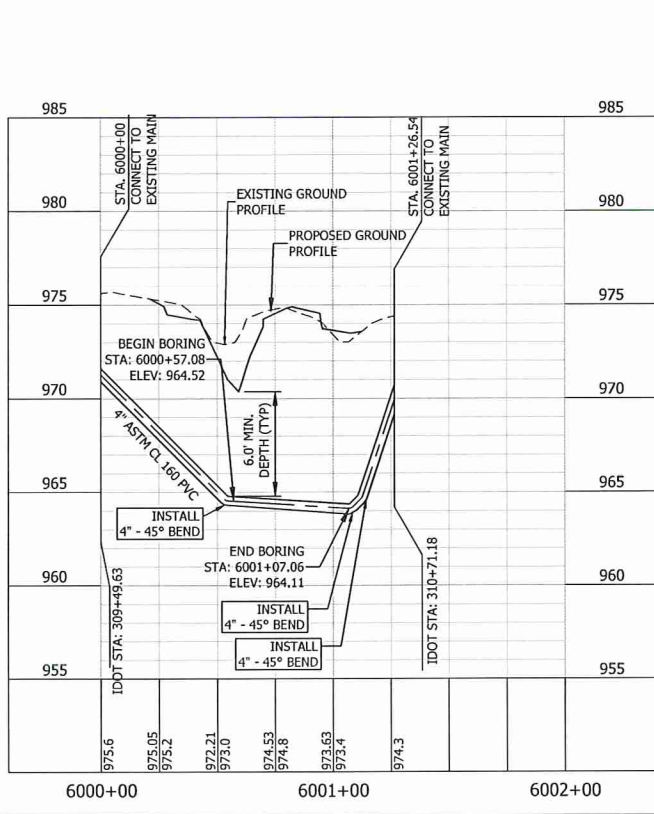 985
985
STA. 6000+00
CONNECT TO
EXISTING MAIN
STA. 6001+26.54
CONNECT TO
EXISTING MAIN
980
980
EXISTING GROUND
PROFILE
PROPOSED GROUND
PROFILE
975
975
BEGIN BORING
STA: 6000+57.08
ELEV: 964.52
970
970
4" ASTM CL 160 PVC
6.0' MIN.
DEPTH (TYP)
965
965
INSTALL
4" - 45° BEND
END BORING
STA: 6001+07.06
ELEV: 964.11
960
960
INSTALL
4" - 45° BEND
INSTALL
4" - 45° BEND
IDOT STA: 309+49.63
IDOT STA: 310+71.18
955
955
975.6
975.05
975.2
972.21
973.0
974.53
974.8
973.63
973.4
974.3
6000+00
6001+00
6002+00